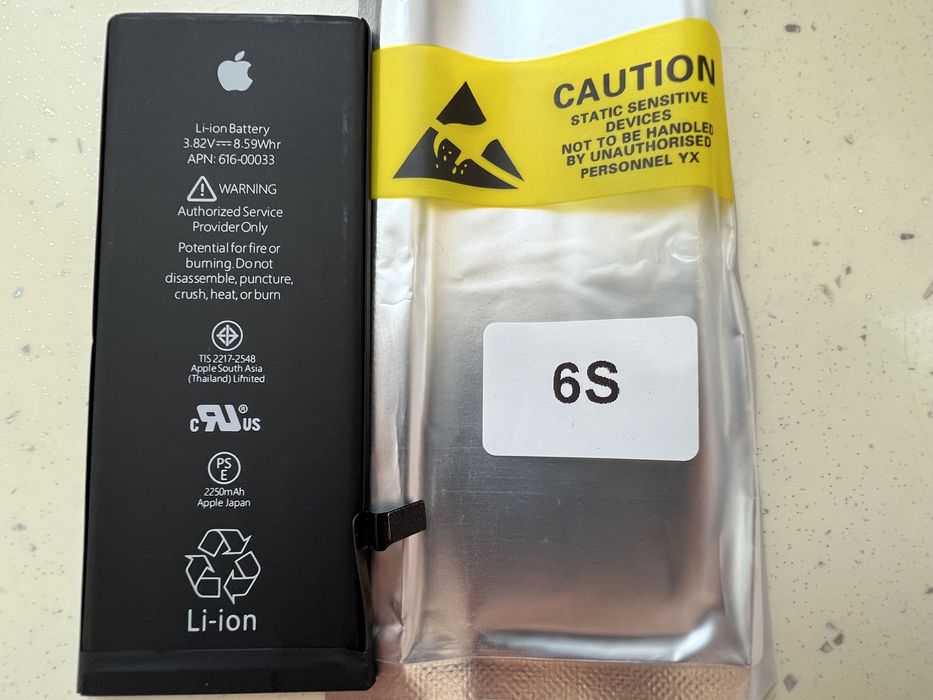 Li-ion Battery
3.82V⎓8.59Whr
APN: 616-00033
WARNING
Authorized Service
Provider Only
Potential for fire or
burning. Do not
disassemble, puncture,
crush, heat, or burn
TIS 2217-2548
Apple South Asia
(Thailand) Limited
c RU® US
PS
E
2250mAh
Apple Japan
Li-ion
CAUTION
STATIC SENSITIVE
DEVICES
NOT TO BE HANDLED
BY UNAUTHORISED
PERSONNEL YX
6S